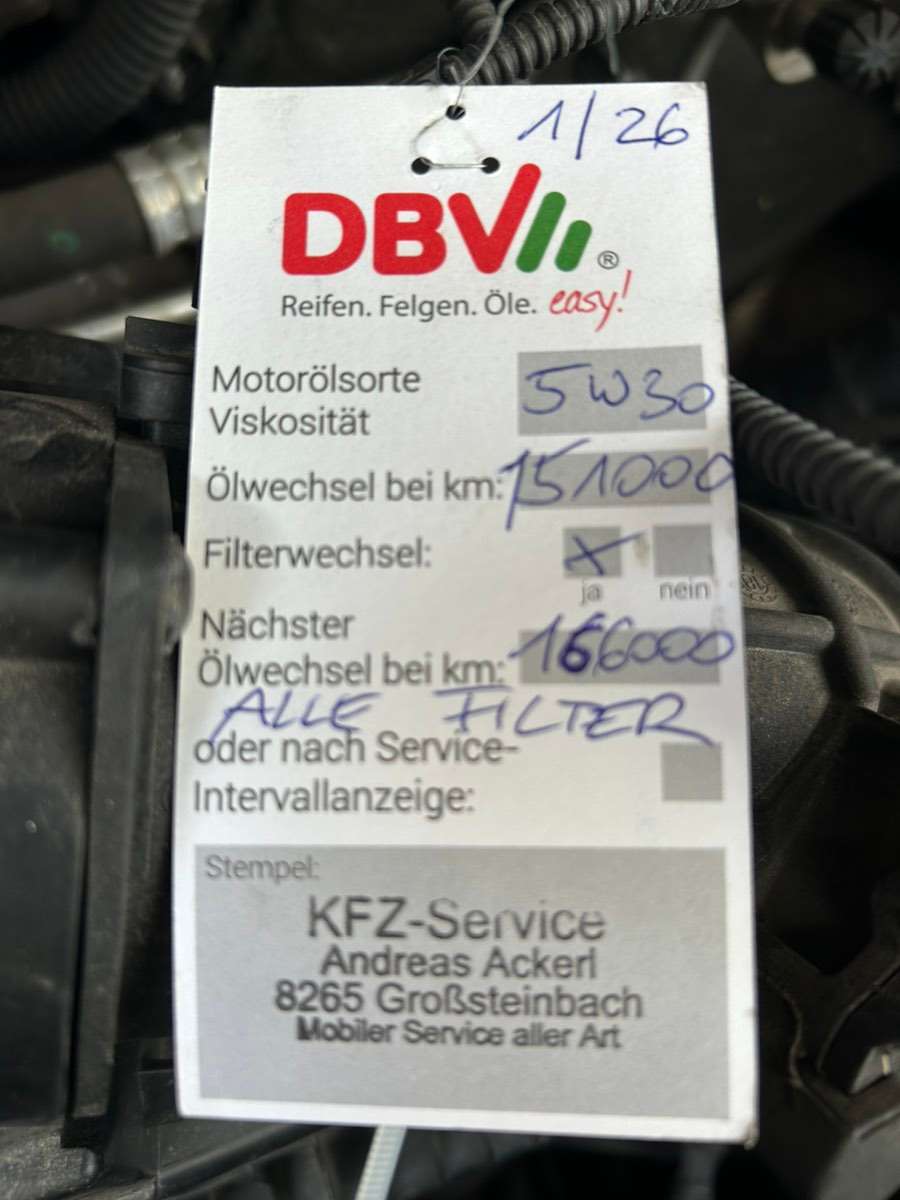 1/26
DBV®
Reifen. Felgen. Öle. easy!
Motorölsorte
Viskosität 5W30
Ölwechsel bei km: 151000
Filterwechsel: X
ja nein
Nächster
Ölwechsel bei km: 166000
ALLE FILTER
oder nach Service-
Intervallanzeige:
Stempel:
KFZ-Service
Andreas Ackerl
8265 Großsteinbach
Mobiler Service aller Art